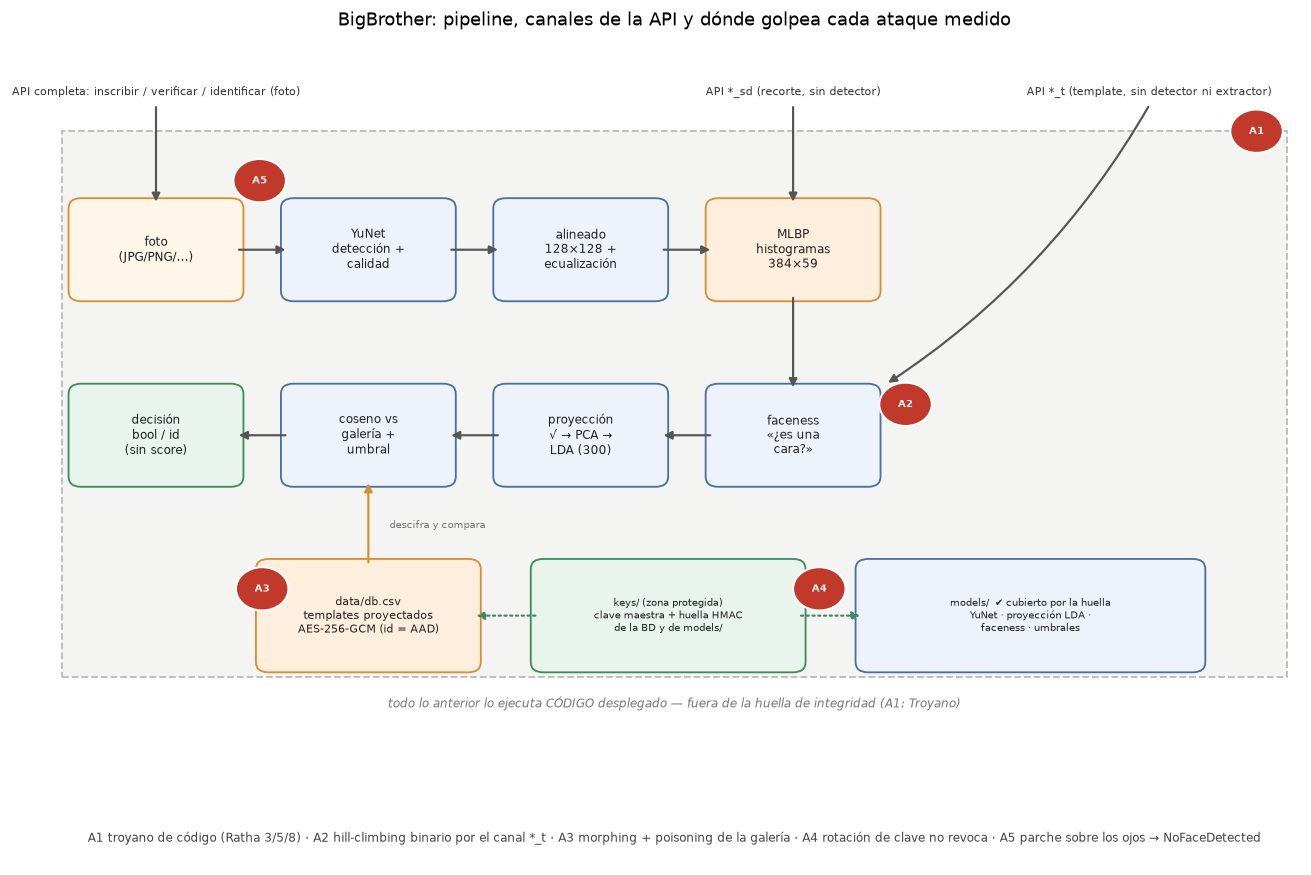 BigBrother: pipeline, canales de la API y dónde golpea cada ataque medido
API completa: inscribir / verificar / identificar (foto)
API *_sd (recorte, sin detector)
API *_t (template, sin detector ni extractor)
A1
A5
foto
(JPG/PNG/...)
YuNet
detección +
calidad
alineado
128×128 +
ecualización
MLBP
histogramas
384×59
decisión
bool / id
(sin score)
coseno vs
galería +
umbral
proyección
√ → PCA →
LDA (300)
faceness
«¿es una
cara?»
A2
descifra y compara
A3
data/db.csv
templates proyectados
AES-256-GCM (id = AAD)
keys/ (zona protegida)
clave maestra + huella HMAC
de la BD y de models/
A4
models/ ✔ cubierto por la huella
YuNet · proyección LDA ·
faceness · umbrales
todo lo anterior lo ejecuta CÓDIGO desplegado — fuera de la huella de integridad (A1: Troyano)
A1 troyano de código (Ratha 3/5/8) · A2 hill-climbing binario por el canal *_t · A3 morphing + poisoning de la galería · A4 rotación de clave no revoca · A5 parche sobre los ojos → NoFaceDetected